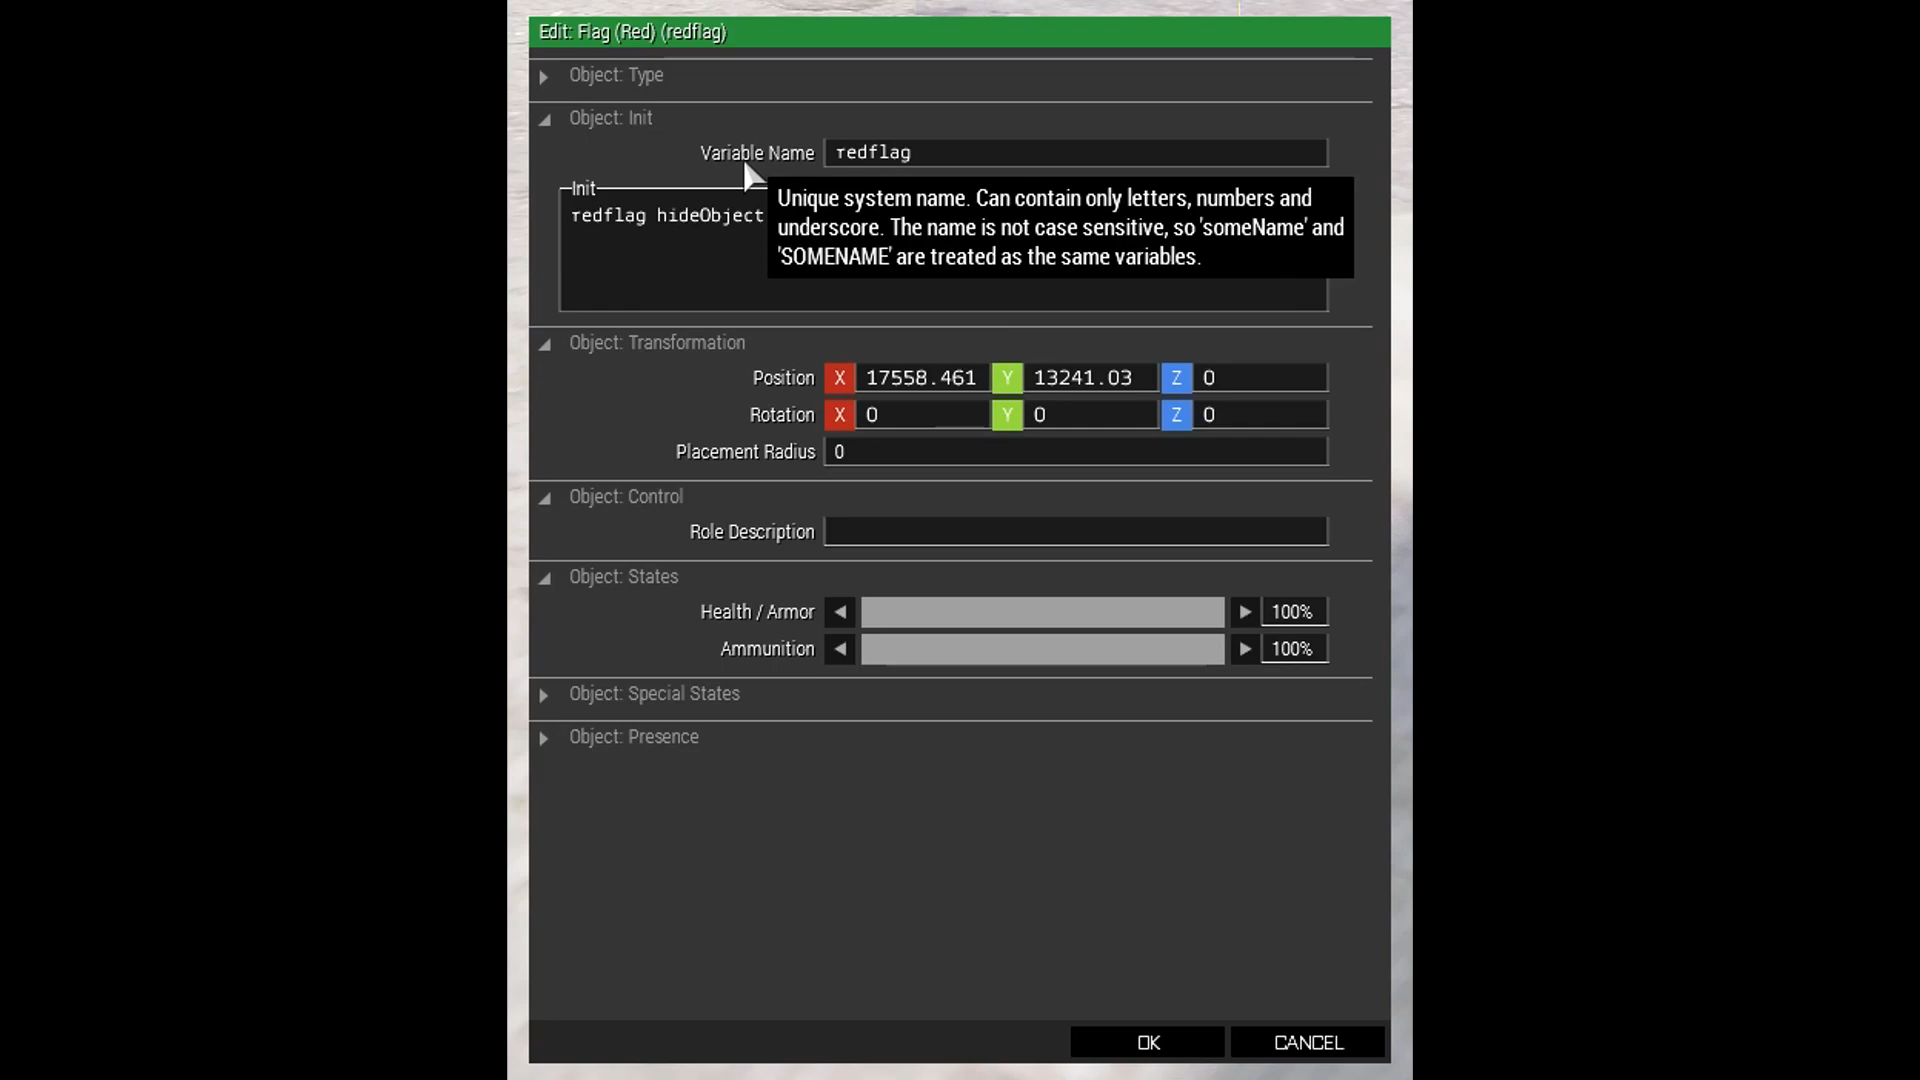 Edit: Flag (Red) (redflag)
Object: Type
Object: Init
Variable Name redflag
Init
redflag hideObject
Unique system name. Can contain only letters, numbers and
underscore. The name is not case sensitive, so 'someName' and
'SOMENAME' are treated as the same variables.
Object: Transformation
Position X 17558.461 Y 13241.03 Z 0
Rotation X 0 Y 0 Z 0
Placement Radius 0
Object: Control
Role Description
Object: States
Health / Armor 100%
Ammunition 100%
Object: Special States
Object: Presence
OK CANCEL